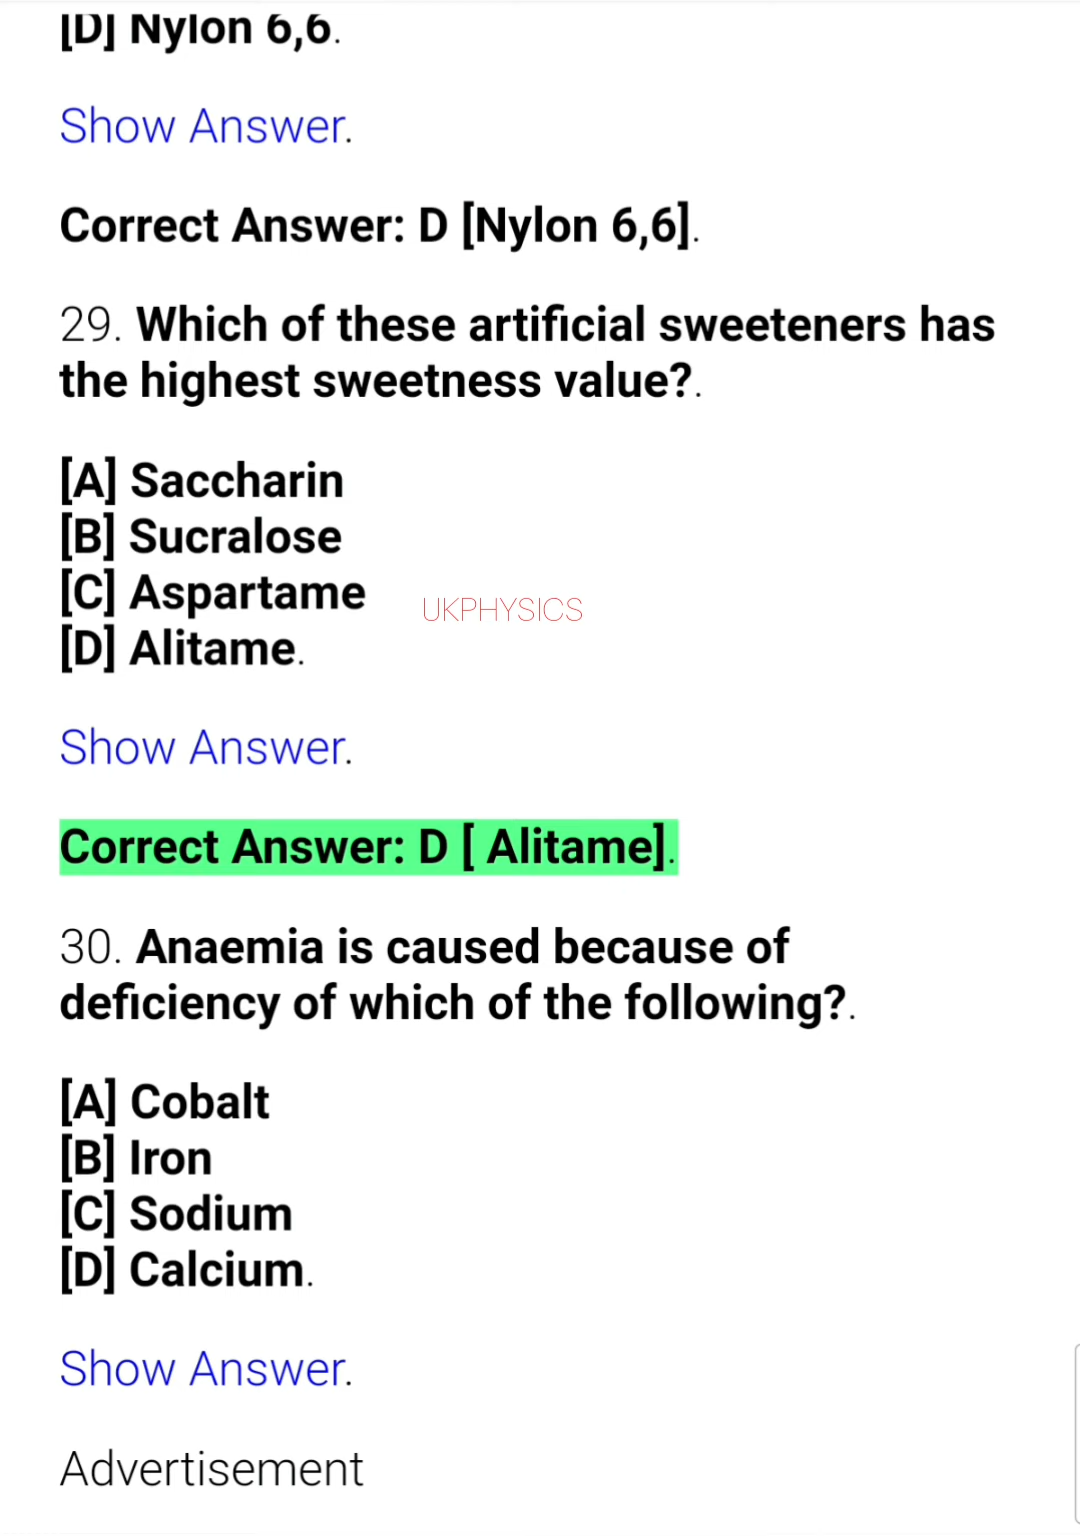 [D] Nylon 6,6.
Show Answer.
Correct Answer: D [Nylon 6,6].
29. Which of these artificial sweeteners has
the highest sweetness value?.
[A] Saccharin
[B] Sucralose
[C] Aspartame
UKPHYSICS
[D] Alitame.
Show Answer.
Correct Answer: D [ Alitame].
30. Anaemia is caused because of
deficiency of which of the following?.
[A] Cobalt
[B] Iron
[C] Sodium
[D] Calcium.
Show Answer.
Advertisement